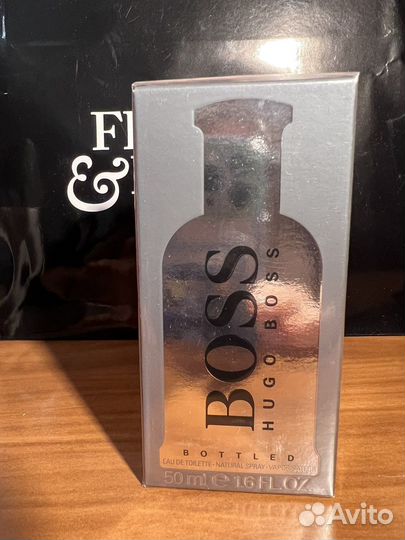 BOSS
HUGO BOSS
BOTTLED
EAU DE TOILETTE - NATURAL SPRAY - VAPORISATEUR
50 ml ℮ 1.6 FL.OZ.
Avito